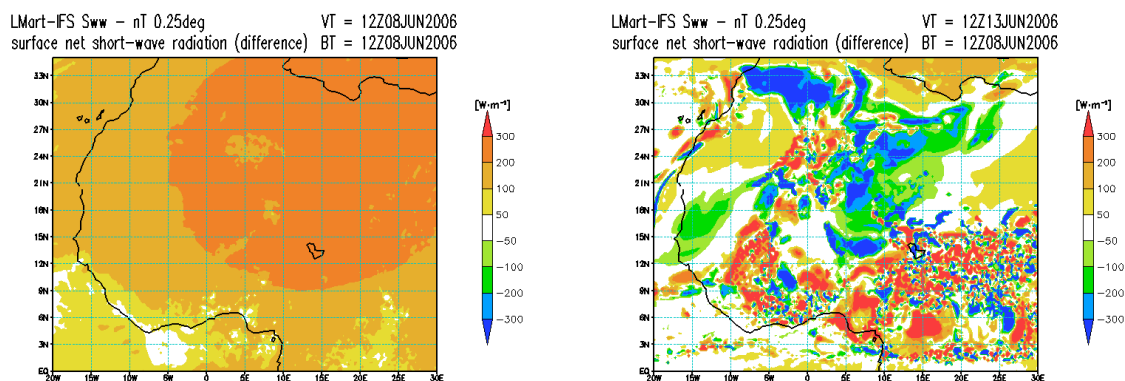 LMart-IFS Sww - nT 0.25deg VT = 12Z08JUN2006
surface net short-wave radiation (difference) BT = 12Z08JUN2006
[W·m⁻²]
33N
30N
27N
24N
21N
18N
15N
12N
9N
6N
3N
EQ
20W 15W 10W 5W 0 5E 10E 15E 20E 25E 30E
300
200
100
50
-50
-100
-200
-300
LMart-IFS Sww - nT 0.25deg VT = 12Z13JUN2006
surface net short-wave radiation (difference) BT = 12Z08JUN2006
[W·m⁻²]
33N
30N
27N
24N
21N
18N
15N
12N
9N
6N
3N
EQ
20W 15W 10W 5W 0 5E 10E 15E 20E 25E 30E
300
200
100
50
-50
-100
-200
-300